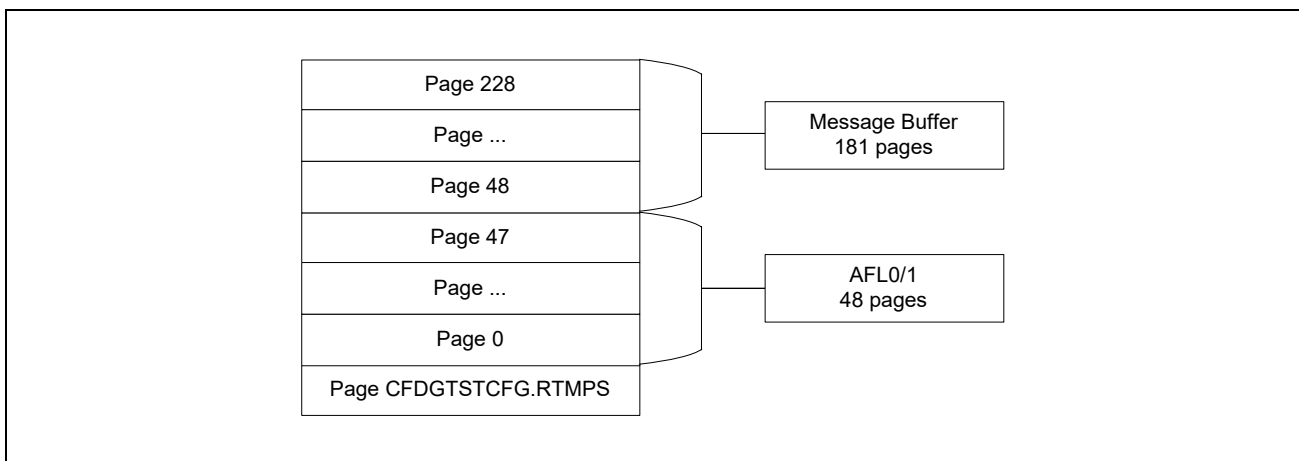 Page 228
Page ...
Page 48
Page 47
Page ...
Page 0
Page CFDGTSTCFG.RTMPS
Message Buffer
181 pages
AFL0/1
48 pages